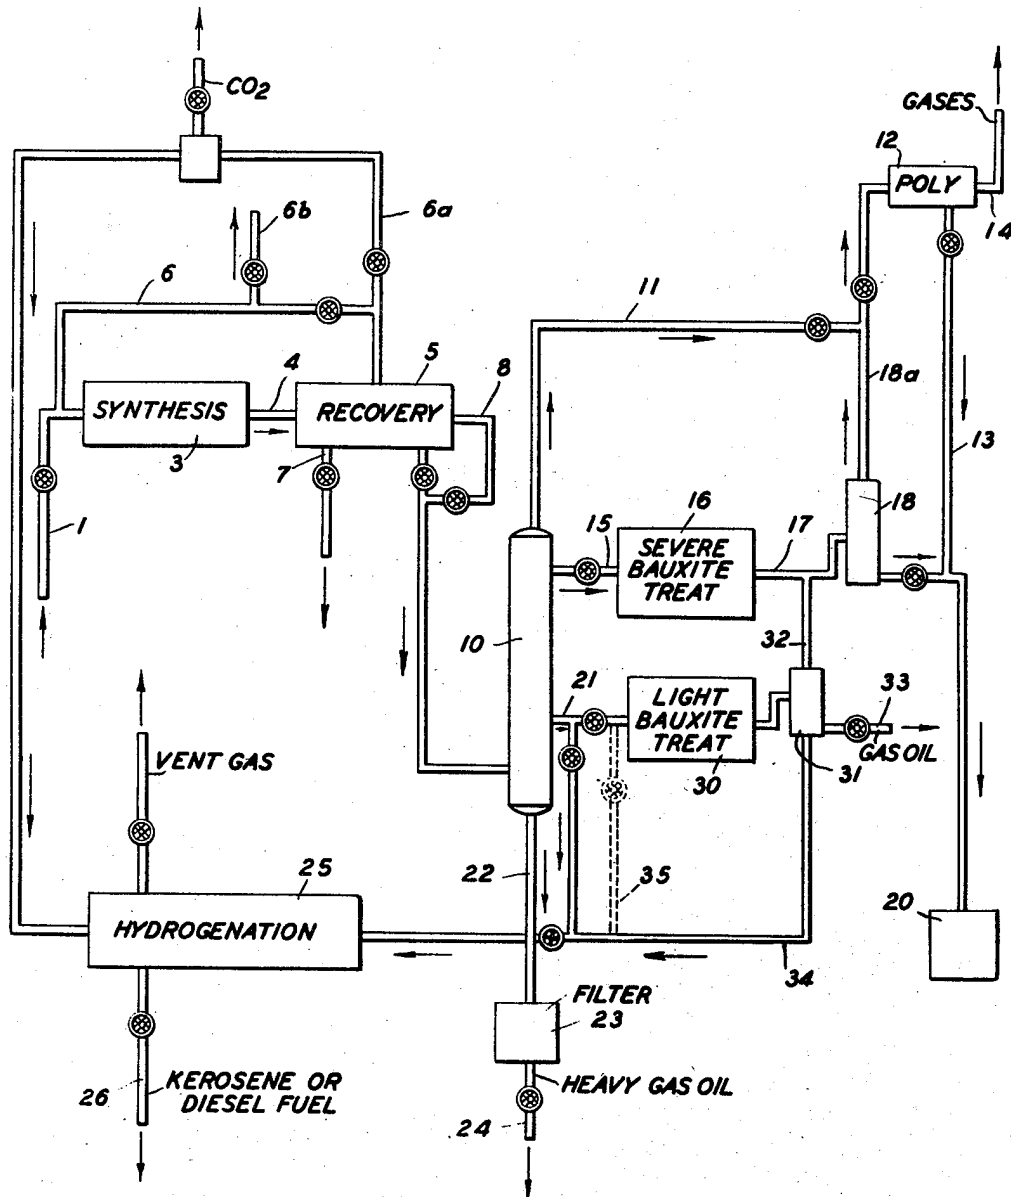 CO2
GASES
12
POLY
14
6b
6a
6
11
4
5
8
SYNTHESIS
RECOVERY
3
7
18a
13
1
16
15
SEVERE
BAUXITE
TREAT
17
18
10
32
21
LIGHT
BAUXITE
TREAT
33
GAS OIL
31
30
VENT GAS
25
22
35
20
HYDROGENATION
34
FILTER
23
KEROSENE OR
DIESEL FUEL
26
HEAVY GAS OIL
24